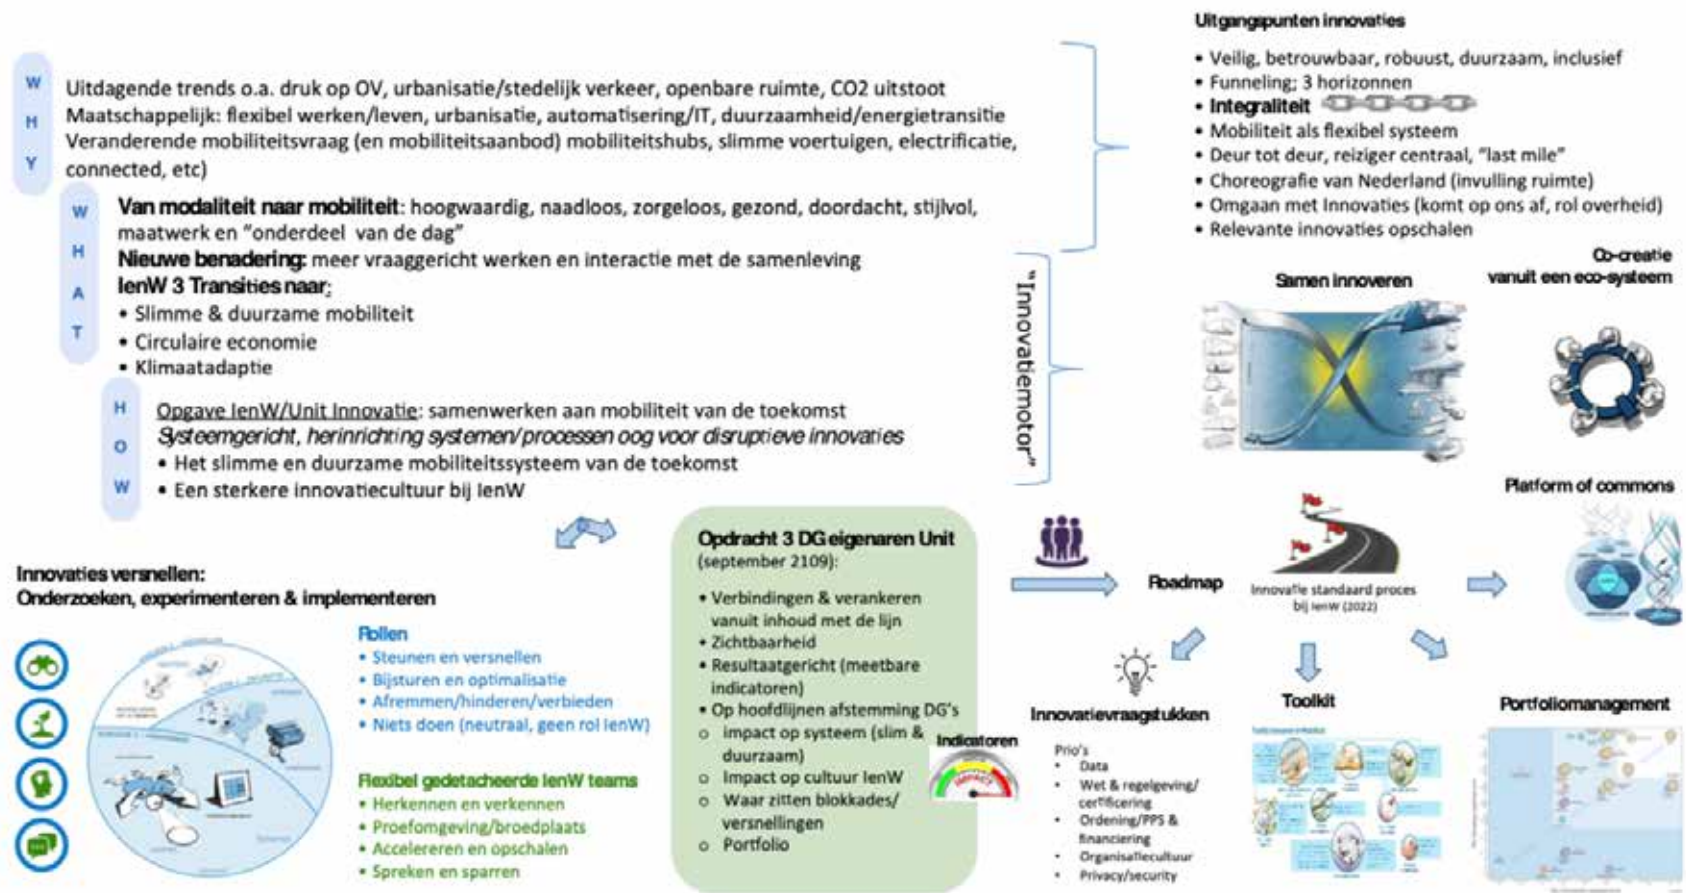 W
H
Y
Uitdagende trends o.a. druk op OV, urbanisatie/stedelijk verkeer, openbare ruimte, CO2 uitstoot
Maatschappelijk: flexibel werken/leven, urbanisatie, automatisering/IT, duurzaamheid/energietransitie
Veranderende mobiliteitsvraag (en mobiliteitsaanbod) mobiliteitshubs, slimme voertuigen, electrificatie,
connected, etc)
W
H
A
T
Van modaliteit naar mobiliteit: hoogwaardig, naadloos, zorgeloos, gezond, doordacht, stijlvol,
maatwerk en "onderdeel van de dag"
Nieuwe benadering: meer vraaggericht werken en interactie met de samenleving
IenW 3 Transities naar:
• Slimme & duurzame mobiliteit
• Circulaire economie
• Klimaatadaptie
H
O
W
Opgave IenW/Unit Innovatie: samenwerken aan mobiliteit van de toekomst
Systeemgericht, herinrichting systemen/processen oog voor disruptieve innovaties
• Het slimme en duurzame mobiliteitssysteem van de toekomst
• Een sterkere innovatiecultuur bij IenW
"Innovatiemotor"
Uitgangspunten innovaties
• Veilig, betrouwbaar, robuust, duurzaam, inclusief
• Funneling; 3 horizonnen
• Integraliteit
• Mobiliteit als flexibel systeem
• Deur tot deur, reiziger centraal, "last mile"
• Choreografie van Nederland (invulling ruimte)
• Omgaan met Innovaties (komt op ons af, rol overheid)
• Relevante innovaties opschalen
Samen innoveren
Co-creatie
vanuit een eco-systeem
Platform of commons
Innovaties versnellen:
Onderzoeken, experimenteren & implementeren
Rollen
• Steunen en versnellen
• Bijsturen en optimalisatie
• Afremmen/hinderen/verbieden
• Niets doen (neutraal, geen rol IenW)
Flexibel gedetacheerde IenW teams
• Herkennen en verkennen
• Proefomgeving/broedplaats
• Accelereren en opschalen
• Spreken en sparren
Opdracht 3 DG eigenaren Unit
(september 2109):
• Verbindingen & verankeren
vanuit inhoud met de lijn
• Zichtbaarheid
• Resultaatgericht (meetbare
indicatoren)
• Op hoofdlijnen afstemming DG's
o impact op systeem (slim &
duurzaam)
o Impact op cultuur IenW
o Waar zitten blokkades/
versnellingen
o Portfolio
Indicatoren
IMPACT
Roadmap
Innovatie standaard proces
bij IenW (2022)
Innovatievraagstukken
Prio's
• Data
• Wet & regelgeving/
certificering
• Ordening/PPS &
financiering
• Organisatiecultuur
• Privacy/security
Toolkit
Portfoliomanagement